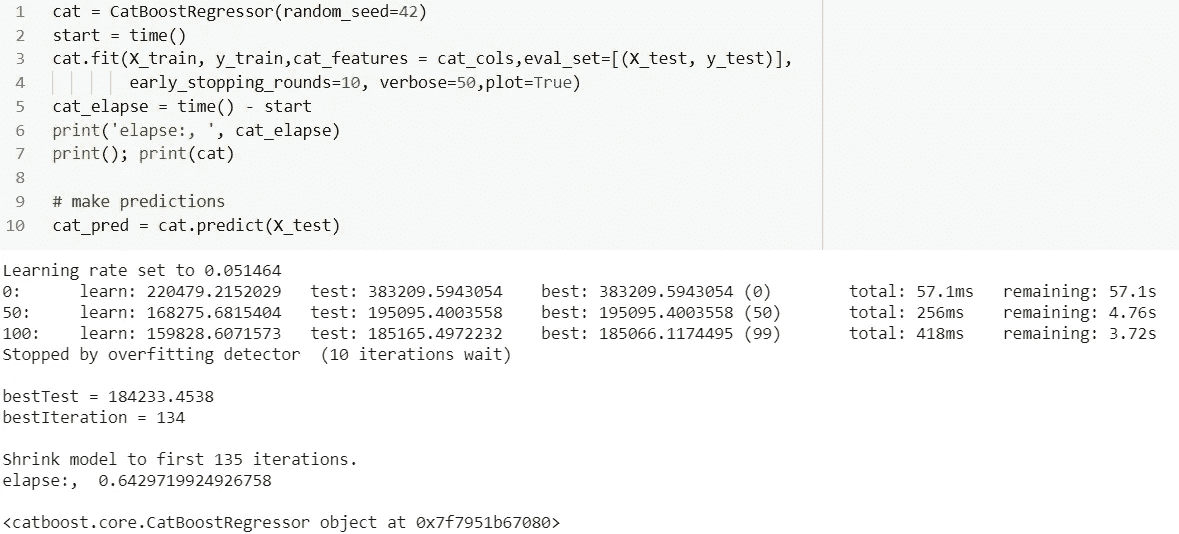 1 cat = CatBoostRegressor(random_seed=42)
2 start = time()
3 cat.fit(X_train, y_train,cat_features = cat_cols,eval_set=[(X_test, y_test)],
4 early_stopping_rounds=10, verbose=50,plot=True)
5 cat_elapse = time() - start
6 print('elapse:, ', cat_elapse)
7 print(); print(cat)
8
9 # make predictions
10 cat_pred = cat.predict(X_test)
Learning rate set to 0.051464
0: learn: 220479.2152029 test: 383209.5943054 best: 383209.5943054 (0) total: 57.1ms remaining: 57.1s
50: learn: 168275.6815404 test: 195095.4003558 best: 195095.4003558 (50) total: 256ms remaining: 4.76s
100: learn: 159828.6071573 test: 185165.4972232 best: 185066.1174495 (99) total: 418ms remaining: 3.72s
Stopped by overfitting detector (10 iterations wait)
bestTest = 184233.4538
bestIteration = 134
Shrink model to first 135 iterations.
elapse:, 0.6429719924926758
<catboost.core.CatBoostRegressor object at 0x7f7951b67080>